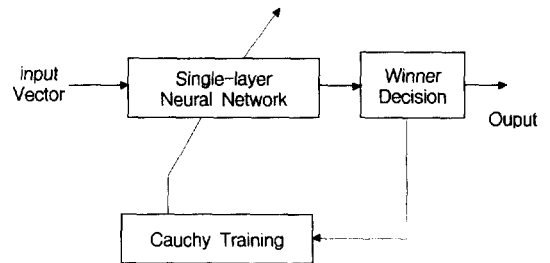 input
Vector
Single-layer
Neural Network
Winner
Decision
Ouput
Cauchy Training